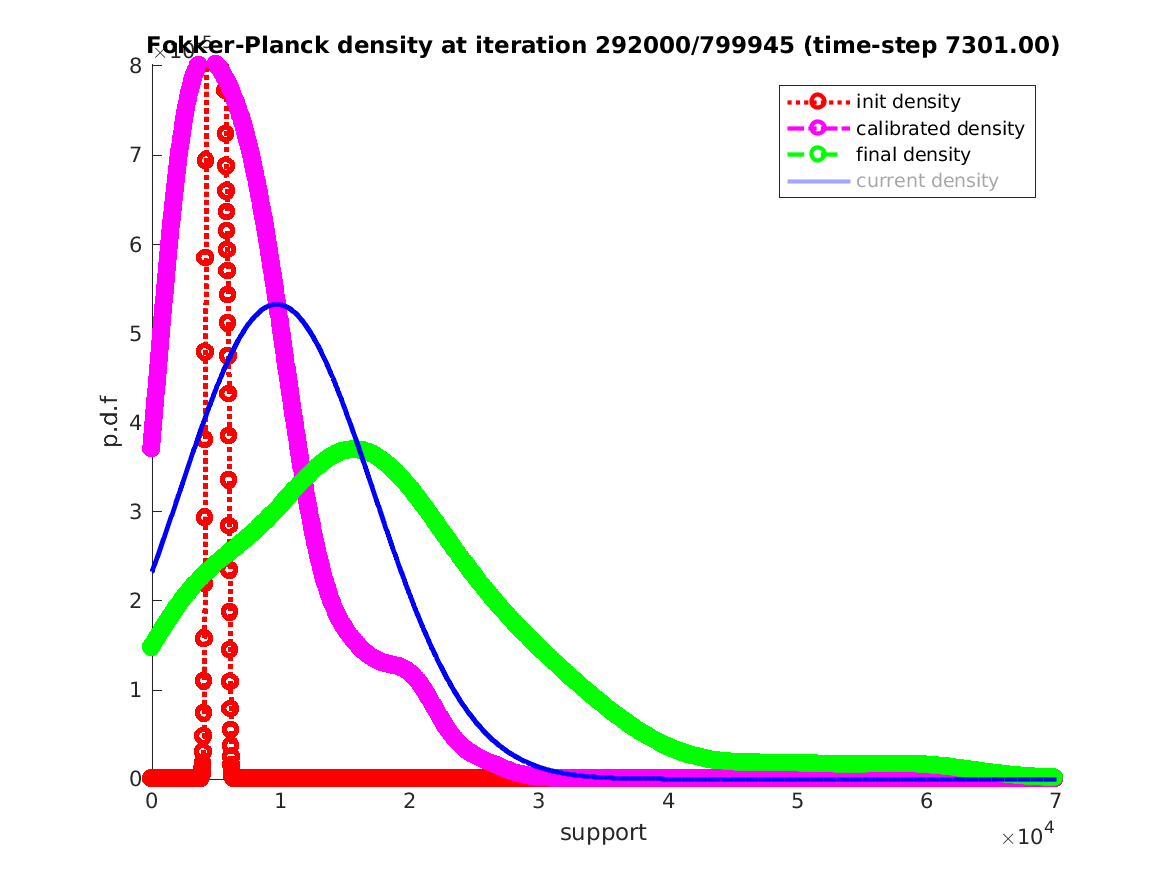 Fokker-Planck density at iteration 292000/799945 (time-step 7301.00)
×10
8
7
6
5
4
3
2
1
0
p.d.f
init density
calibrated density
final density
current density
0 1 2 3 4 5 6 7
support
×10⁴